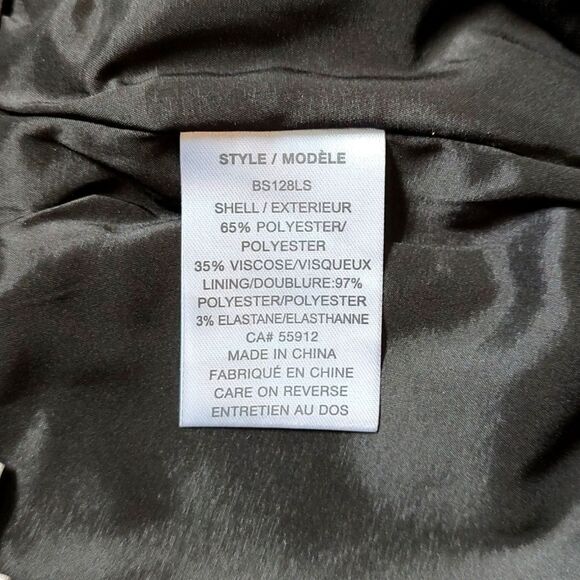 STYLE / MODÈLE
BS128LS
SHELL / EXTERIEUR
65% POLYESTER/
POLYESTER
35% VISCOSE/VISQUEUX
LINING/DOUBLURE:97%
POLYESTER/POLYESTER
3% ELASTANE/ELASTHANNE
CA# 55912
MADE IN CHINA
FABRIQUÉ EN CHINE
CARE ON REVERSE
ENTRETIEN AU DOS